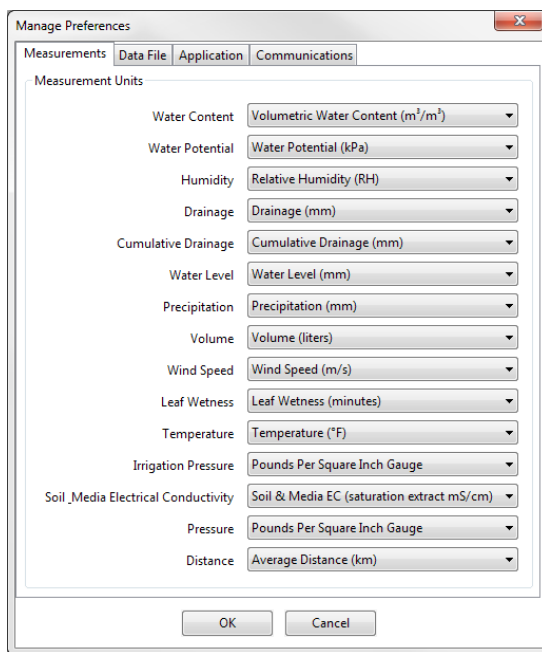 Manage Preferences
Measurements Data File Application Communications
Measurement Units
Water Content Volumetric Water Content (m³/m³)
Water Potential Water Potential (kPa)
Humidity Relative Humidity (RH)
Drainage Drainage (mm)
Cumulative Drainage Cumulative Drainage (mm)
Water Level Water Level (mm)
Precipitation Precipitation (mm)
Volume Volume (liters)
Wind Speed Wind Speed (m/s)
Leaf Wetness Leaf Wetness (minutes)
Temperature Temperature (°F)
Irrigation Pressure Pounds Per Square Inch Gauge
Soil_Media Electrical Conductivity Soil & Media EC (saturation extract mS/cm)
Pressure Pounds Per Square Inch Gauge
Distance Average Distance (km)
OK Cancel